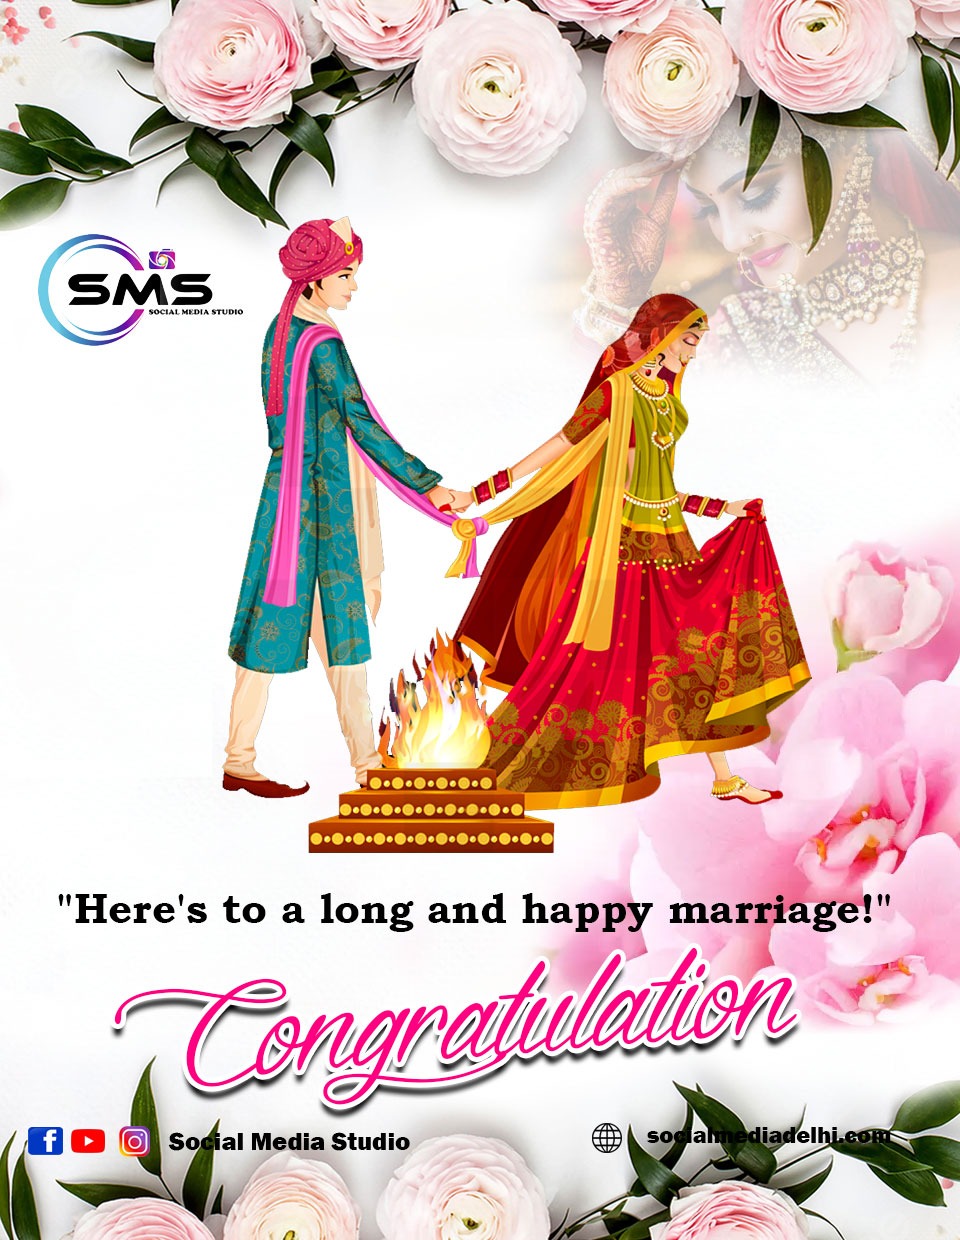 SMS
SOCIAL MEDIA STUDIO
"Here's to a long and happy marriage!"
Congratulation
Social Media Studio
socialmediadelhi.com